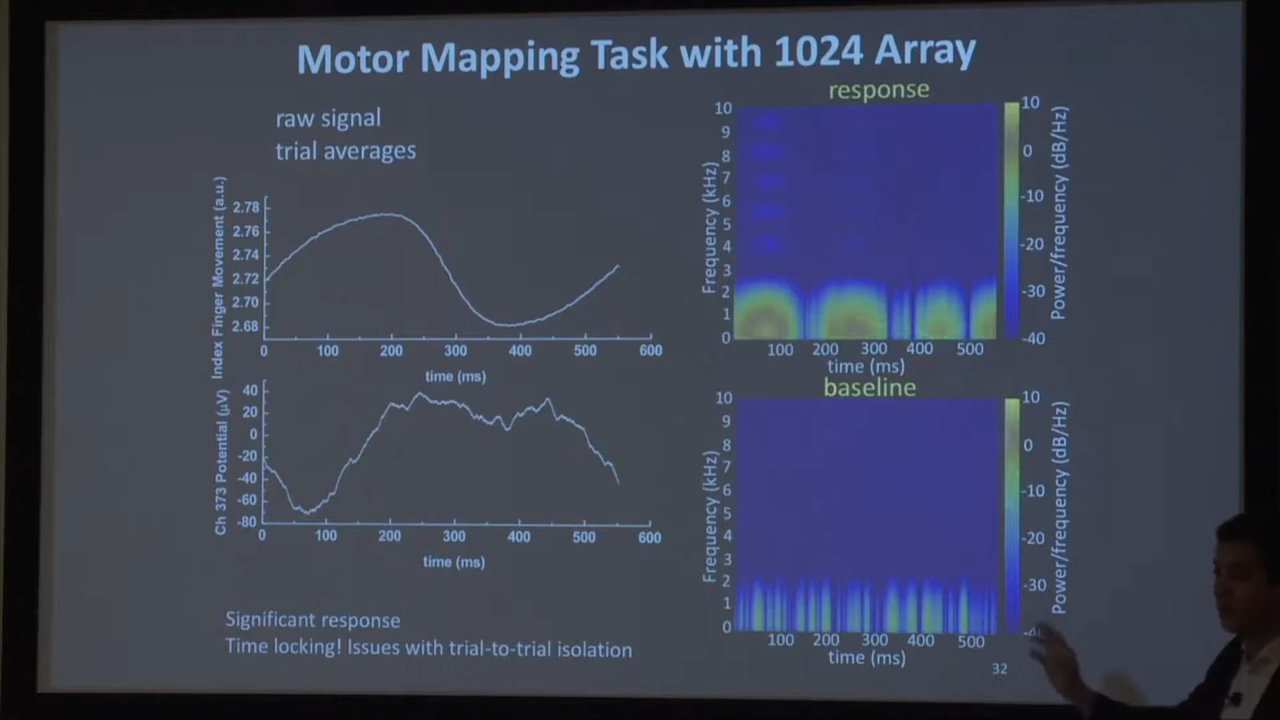 Motor Mapping Task with 1024 Array
raw signal
trial averages
Index Finger Movement (a.u.)
2.78
2.76
2.74
2.72
2.70
2.68
0 100 200 300 400 500 600
time (ms)
Ch 373 Potential (µV)
40
20
0
-20
-40
-60
-80
0 100 200 300 400 500 600
time (ms)
Significant response
Time locking! Issues with trial-to-trial isolation
response
Frequency (kHz)
10
9
8
7
6
5
4
3
2
1
0
100 200 300 400 500
time (ms)
10
0
-10
-20
-30
-40
Power/frequency (dB/Hz)
baseline
Frequency (kHz)
10
9
8
7
6
5
4
3
2
1
0
100 200 300 400 500
time (ms)
10
0
-10
-20
-30
Power/frequency (dB/Hz)
32